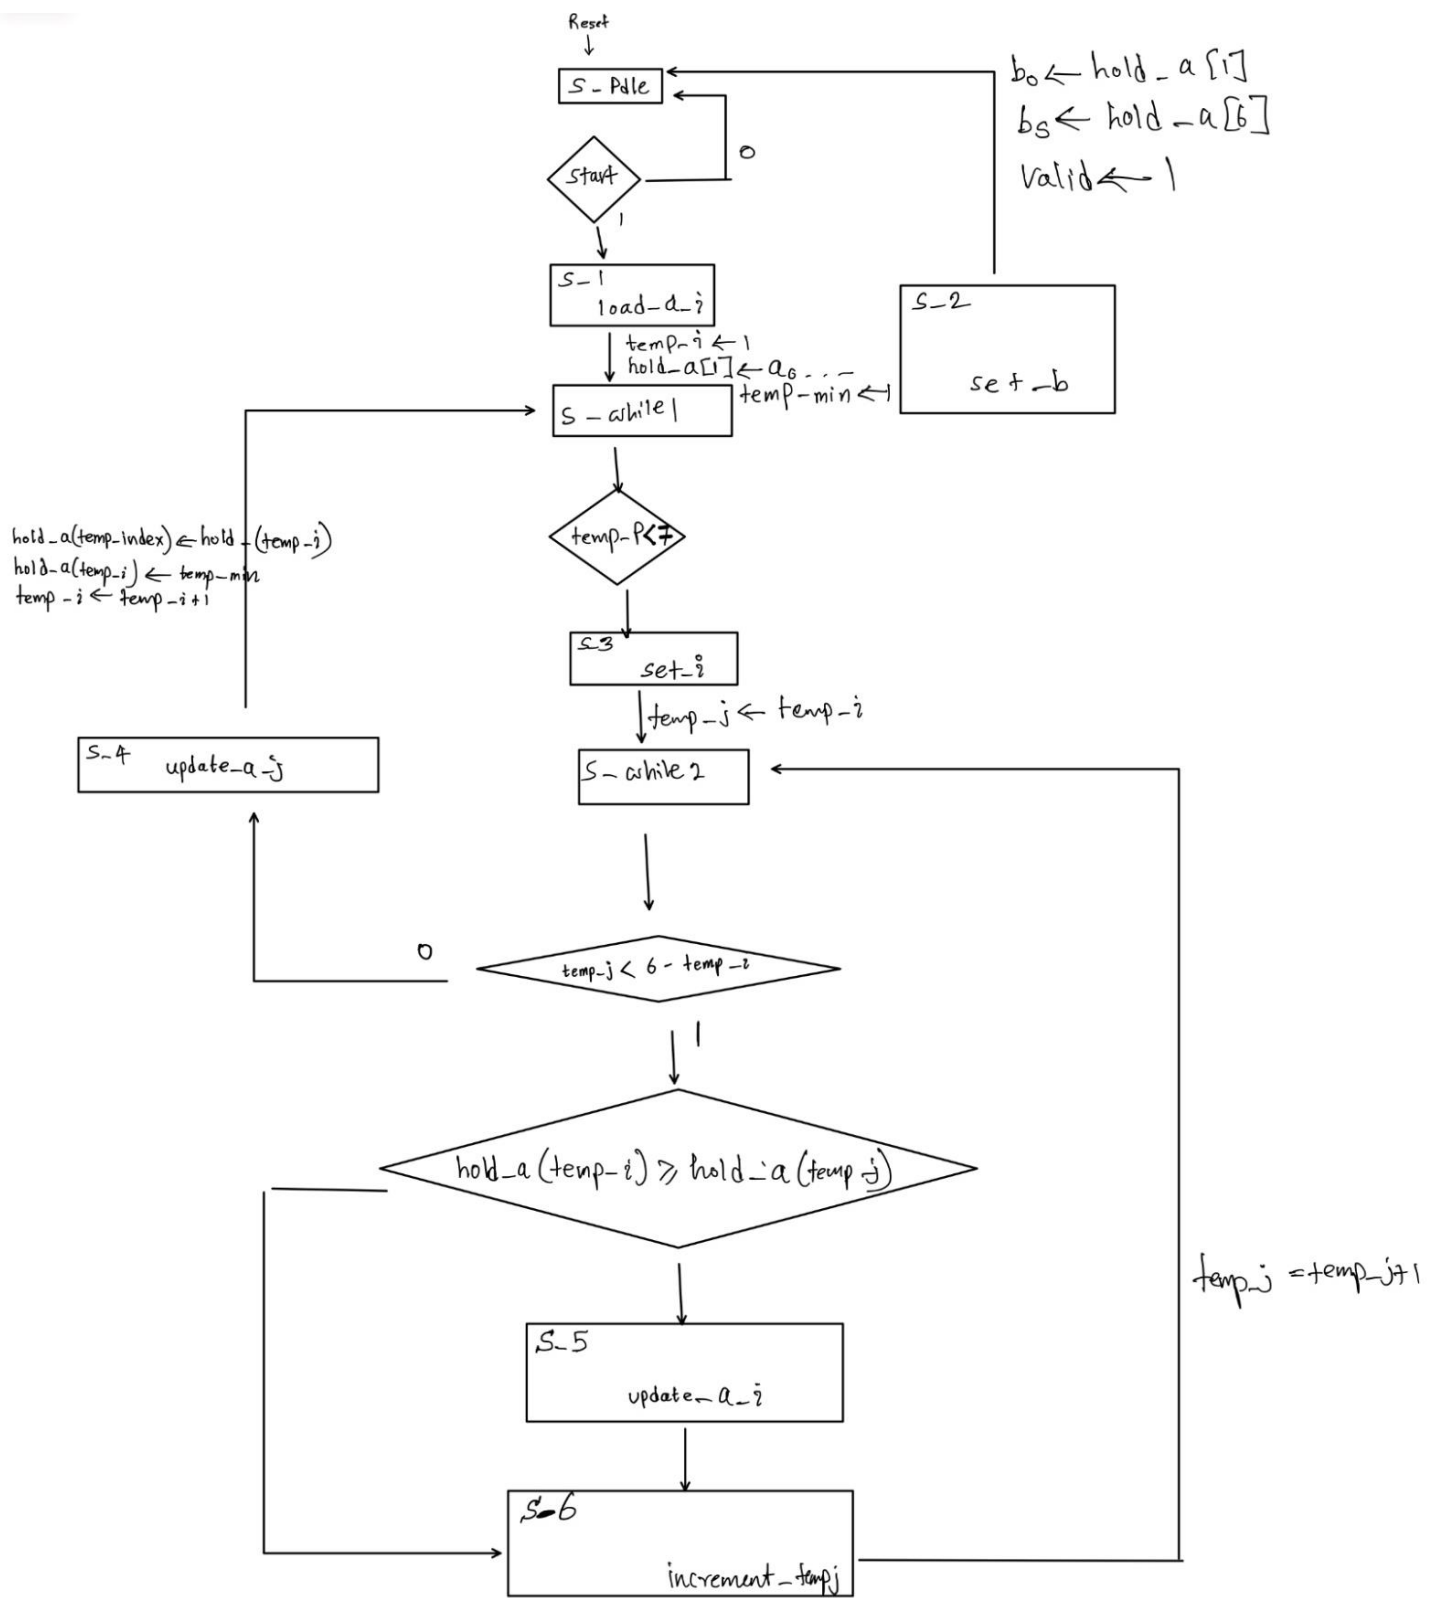 Reset
S_Idle
b0 ← hold_a[1]
b5 ← hold_a[6]
valid ← 1
Start
0
1
S_1
load_a_i
temp_i ← 1
hold_a[1] ← a0 ....
temp_min ← 1
S_2
set_b
S_while1
temp_i<7
hold_a(temp_index) ← hold_(temp_i)
hold_a(temp_i) ← temp_min
temp_i ← temp_i+1
S_3
set_i
temp_j ← temp_i
S_4
update_a_j
S_while2
0
temp_j < 6 - temp_i
1
hold_a(temp_i) ⩾ hold_a(temp_j)
temp_j = temp_j+1
S_5
update_a_i
S_6
increment_tempj